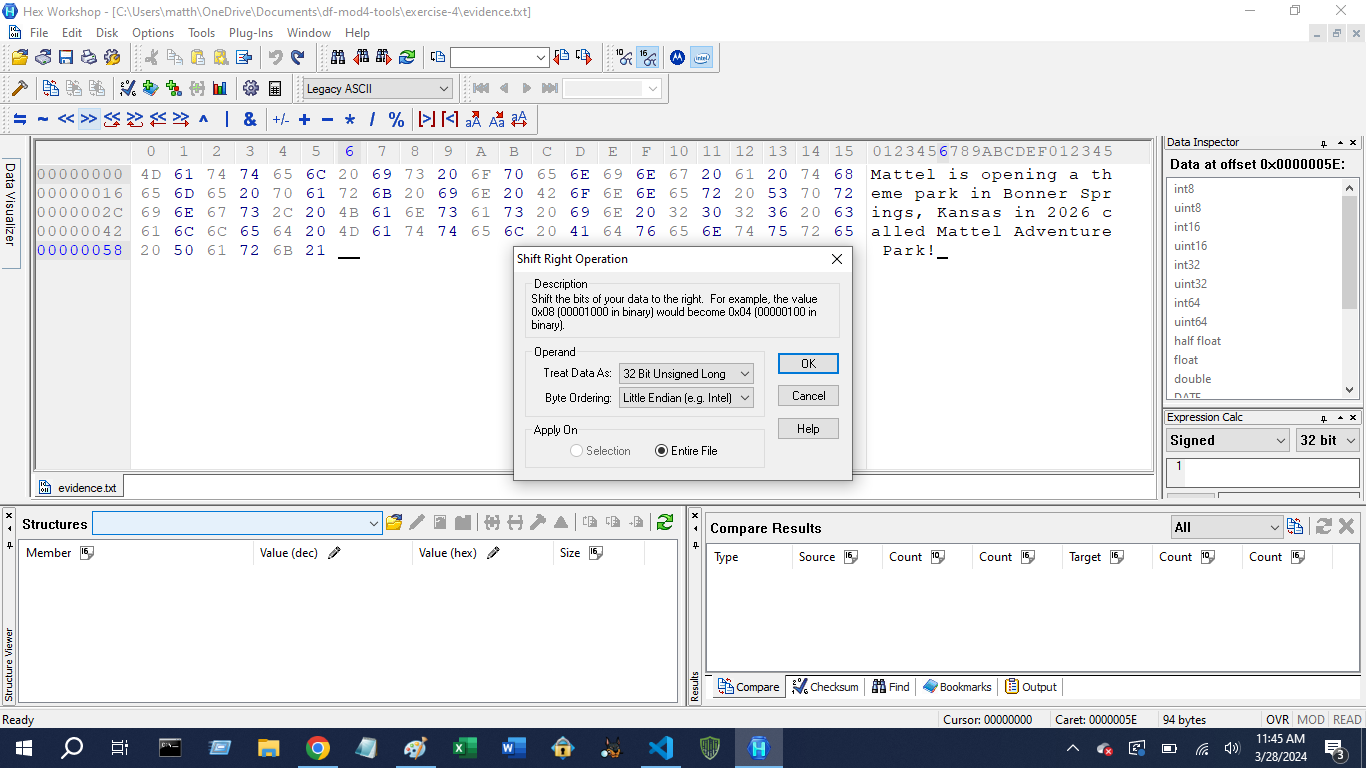 Hex Workshop - [C:\Users\matth\OneDrive\Documents\df-mod4-tools\exercise-4\evidence.txt]
File Edit Disk Options Tools Plug-Ins Window Help
Legacy ASCII
Data Visualizer
0 1 2 3 4 5 6 7 8 9 A B C D E F 10 11 12 13 14 15 0123456789ABCDEF012345
00000000 4D 61 74 74 65 6C 20 69 73 20 6F 70 65 6E 69 6E 67 20 61 20 74 68 Mattel is opening a th
00000016 65 6D 65 20 70 61 72 6B 20 69 6E 20 42 6F 6E 6E 65 72 20 53 70 72 eme park in Bonner Spr
0000002C 69 6E 67 73 2C 20 4B 61 6E 73 61 73 20 69 6E 20 32 30 32 36 20 63 ings, Kansas in 2026 c
00000042 61 6C 6C 65 64 20 4D 61 74 74 65 6C 20 41 64 76 65 6E 74 75 72 65 alled Mattel Adventure
00000058 20 50 61 72 6B 21 Park!
Shift Right Operation
Description
Shift the bits of your data to the right. For example, the value
0x08 (00001000 in binary) would become 0x04 (00000100 in
binary).
Operand
Treat Data As: 32 Bit Unsigned Long
Byte Ordering: Little Endian (e.g. Intel)
Apply On
Selection Entire File
OK
Cancel
Help
Data Inspector
Data at offset 0x0000005E:
int8
uint8
int16
uint16
int32
uint32
int64
uint64
half float
float
double
DATE
Expression Calc
Signed 32 bit
1
evidence.txt
Structures
Member Value (dec) Value (hex) Size
Structure Viewer
Compare Results All
Type Source Count Count Target Count Count
Results
Compare Checksum Find Bookmarks Output
Ready Cursor: 00000000 Caret: 0000005E 94 bytes OVR MOD READ
11:45 AM
3/28/2024
3